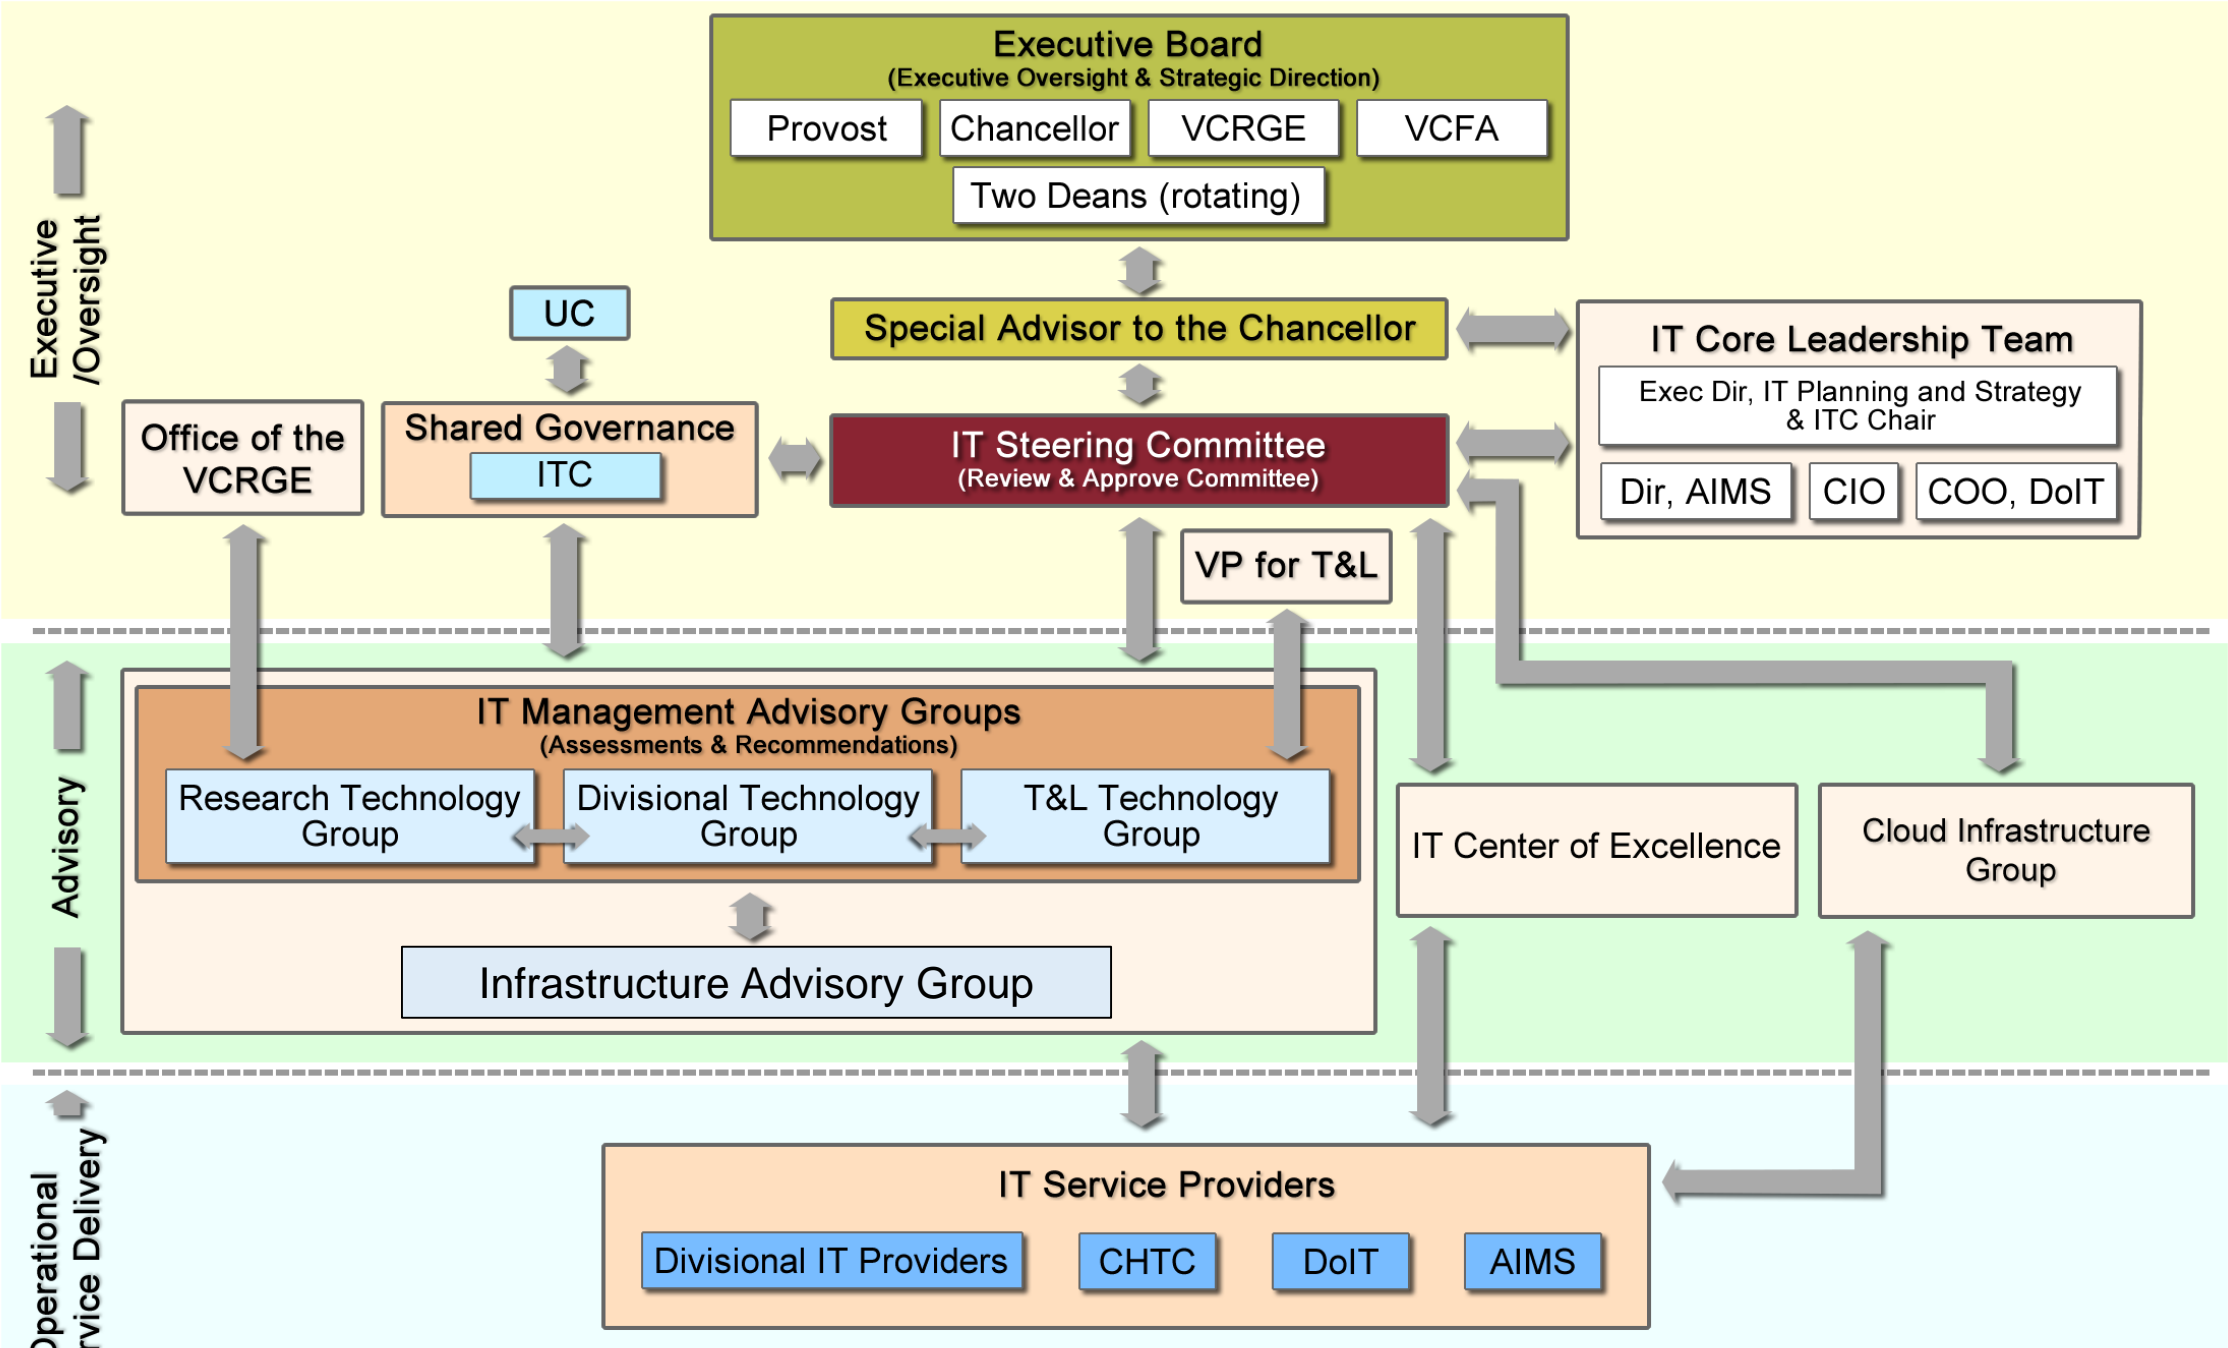 Executive Board
(Executive Oversight & Strategic Direction)
Provost
Chancellor
VCRGE
VCFA
Two Deans (rotating)
Executive
/Oversight
UC
Special Advisor to the Chancellor
IT Core Leadership Team
Exec Dir, IT Planning and Strategy
& ITC Chair
Dir, AIMS
CIO
COO, DoIT
Office of the
VCRGE
Shared Governance
ITC
IT Steering Committee
(Review & Approve Committee)
VP for T&L
Advisory
IT Management Advisory Groups
(Assessments & Recommendations)
Research Technology
Group
Divisional Technology
Group
T&L Technology
Group
IT Center of Excellence
Cloud Infrastructure
Group
Infrastructure Advisory Group
Operational
rvice Delivery
IT Service Providers
Divisional IT Providers
CHTC
DoIT
AIMS